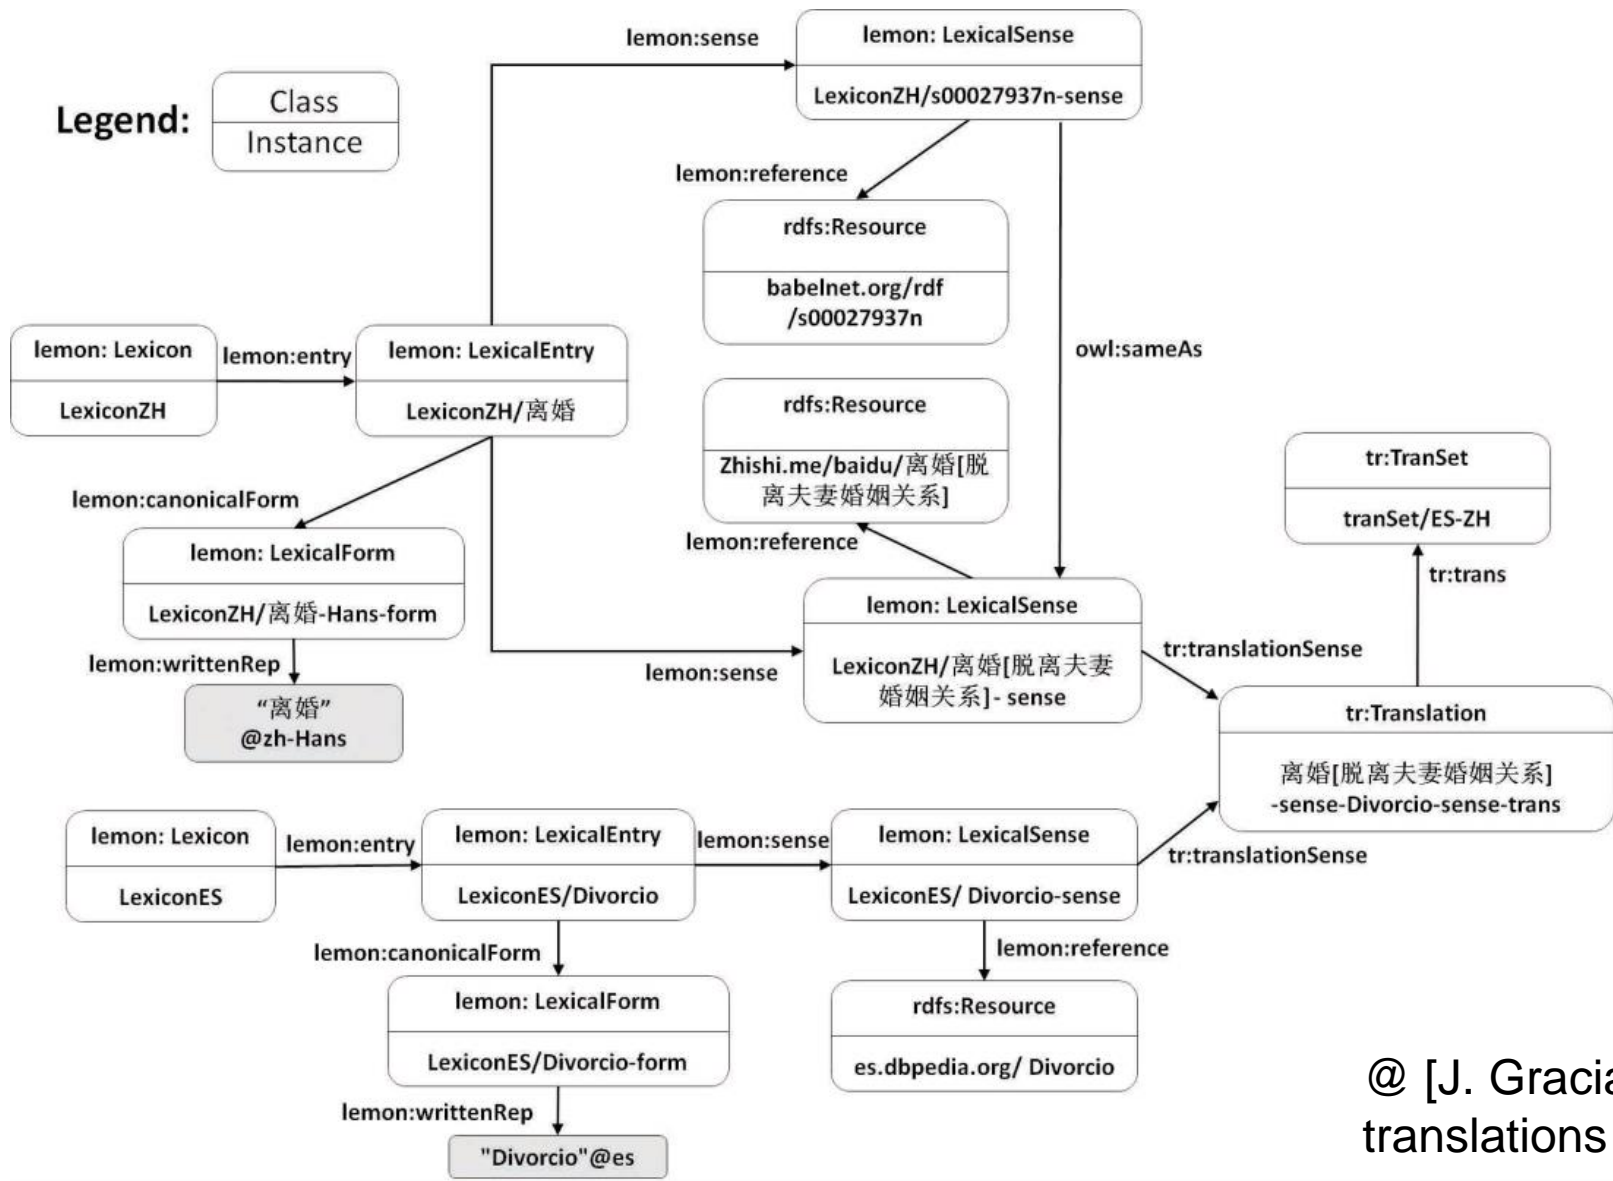 lemon:sense
lemon: LexicalSense
LexiconZH/s00027937n-sense
Legend:
Class
Instance
lemon:reference
rdfs:Resource
babelnet.org/rdf
/s00027937n
owl:sameAs
lemon: Lexicon
LexiconZH
lemon:entry
lemon: LexicalEntry
LexiconZH/离婚
rdfs:Resource
Zhishi.me/baidu/离婚[脱
离夫妻婚姻关系]
lemon:reference
tr:TranSet
tranSet/ES-ZH
tr:trans
lemon:canonicalForm
lemon: LexicalForm
LexiconZH/离婚-Hans-form
lemon:writtenRep
“离婚”
@zh-Hans
lemon:sense
lemon: LexicalSense
LexiconZH/离婚[脱离夫妻
婚姻关系]- sense
tr:translationSense
tr:Translation
离婚[脱离夫妻婚姻关系]
-sense-Divorcio-sense-trans
lemon: Lexicon
LexiconES
lemon:entry
lemon: LexicalEntry
LexiconES/Divorcio
lemon:sense
lemon: LexicalSense
LexiconES/ Divorcio-sense
tr:translationSense
lemon:canonicalForm
lemon: LexicalForm
LexiconES/Divorcio-form
lemon:writtenRep
"Divorcio"@es
lemon:reference
rdfs:Resource
es.dbpedia.org/ Divorcio
@ [J. Gracia
translations